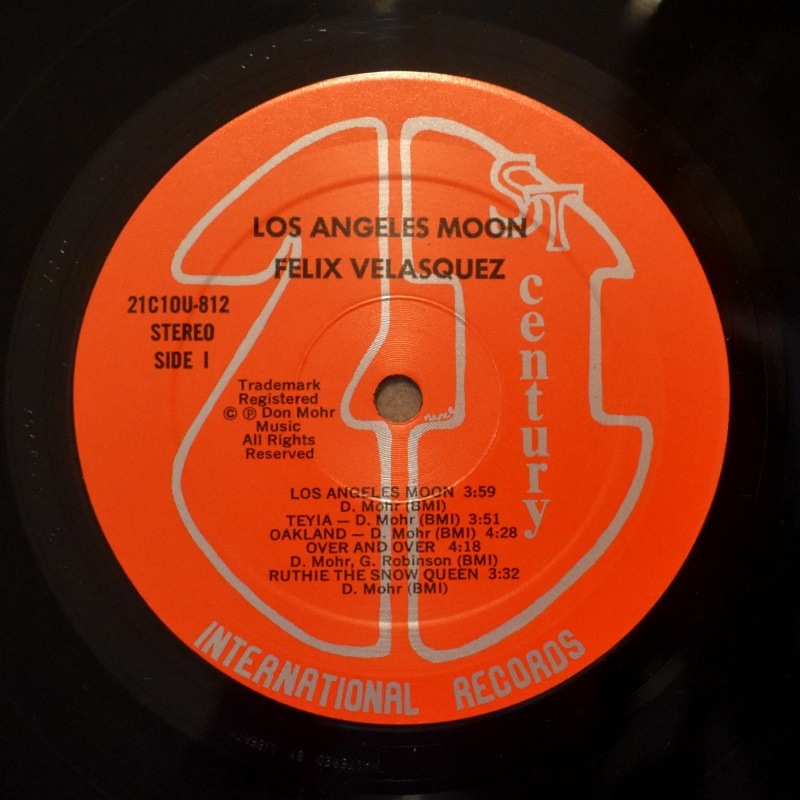 ST
LOS ANGELES MOON
FELIX VELASQUEZ
century
21C10U-812
STEREO
SIDE I
Trademark
Registered
© ℗ Don Mohr
Music
All Rights
Reserved
LOS ANGELES MOON 3:59
D. Mohr (BMI)
TEYIA — D. Mohr (BMI) 3:51
OAKLAND — D. Mohr (BMI) 4:28
OVER AND OVER 4:18
D. Mohr, G. Robinson (BMI)
RUTHIE THE SNOW QUEEN 3:32
D. Mohr (BMI)
INTERNATIONAL RECORDS